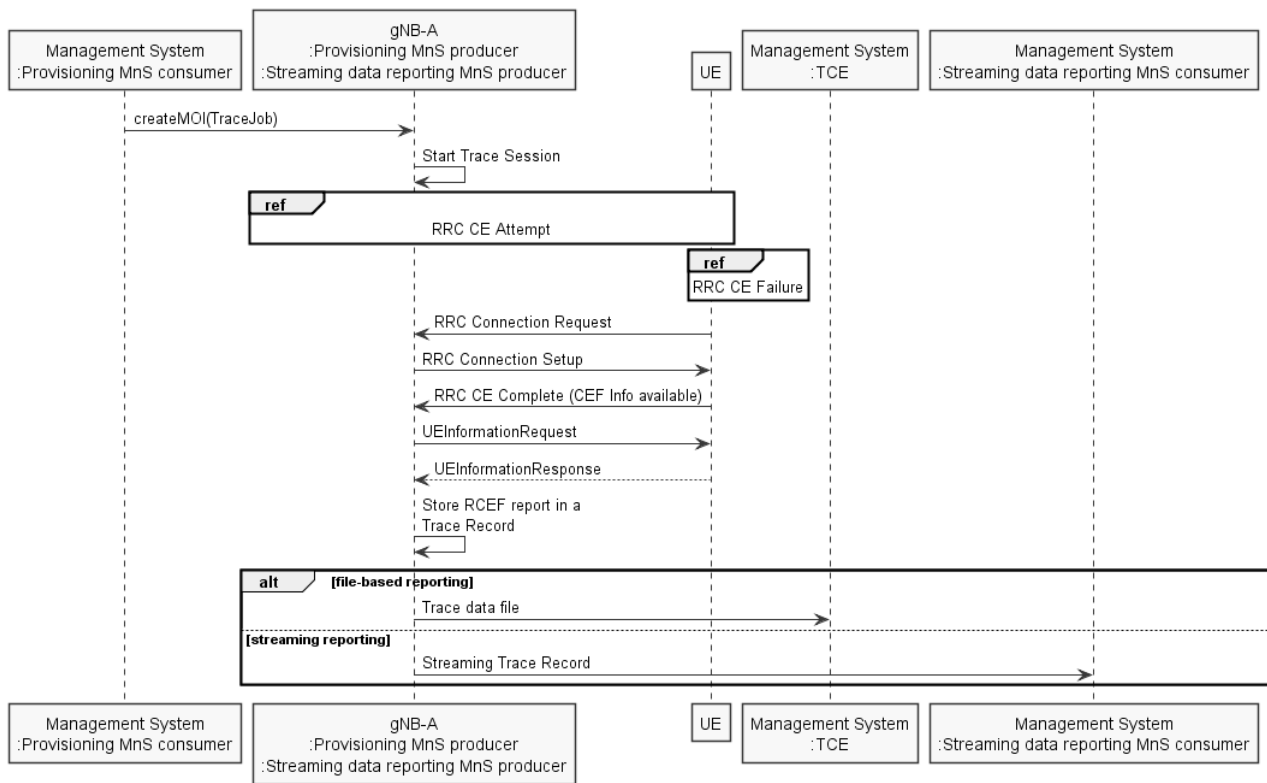 Management System
:Provisioning MnS consumer
gNB-A
:Provisioning MnS producer
:Streaming data reporting MnS producer
UE
Management System
:TCE
Management System
:Streaming data reporting MnS consumer
createMOI(TraceJob)
Start Trace Session
ref
RRC CE Attempt
ref
RRC CE Failure
RRC Connection Request
RRC Connection Setup
RRC CE Complete (CEF Info available)
UEInformationRequest
UEInformationResponse
Store RCEF report in a
Trace Record
alt [file-based reporting]
Trace data file
[streaming reporting]
Streaming Trace Record
Management System
:Provisioning MnS consumer
gNB-A
:Provisioning MnS producer
:Streaming data reporting MnS producer
UE
Management System
:TCE
Management System
:Streaming data reporting MnS consumer